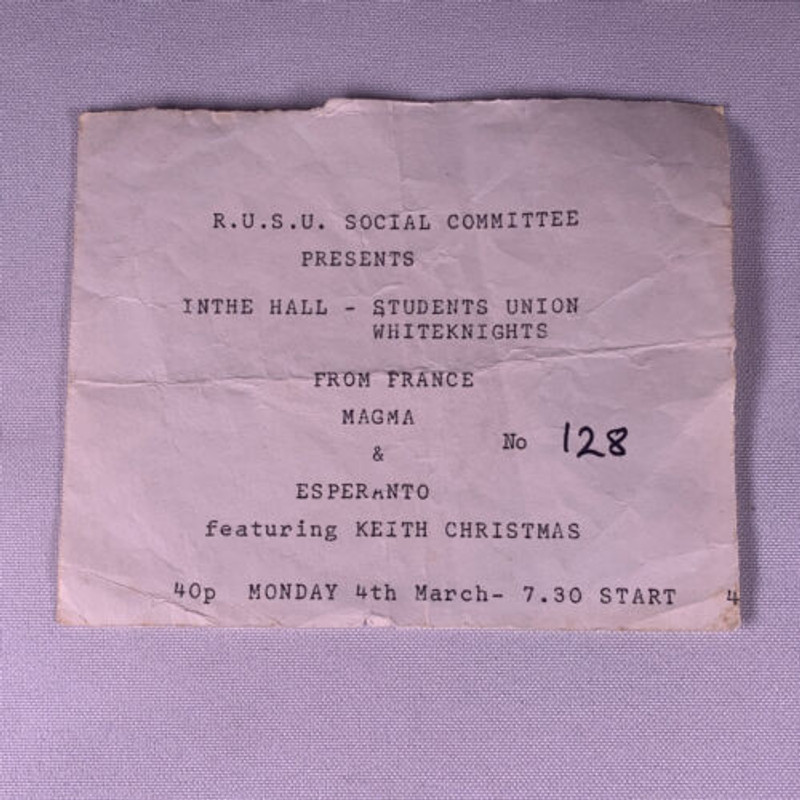 R.U.S.U. SOCIAL COMMITTEE
PRESENTS
INTHE HALL - STUDENTS UNION
WHITEKNIGHTS
FROM FRANCE
MAGMA
&
No 128
ESPERANTO
featuring KEITH CHRISTMAS
40p MONDAY 4th March- 7.30 START 4